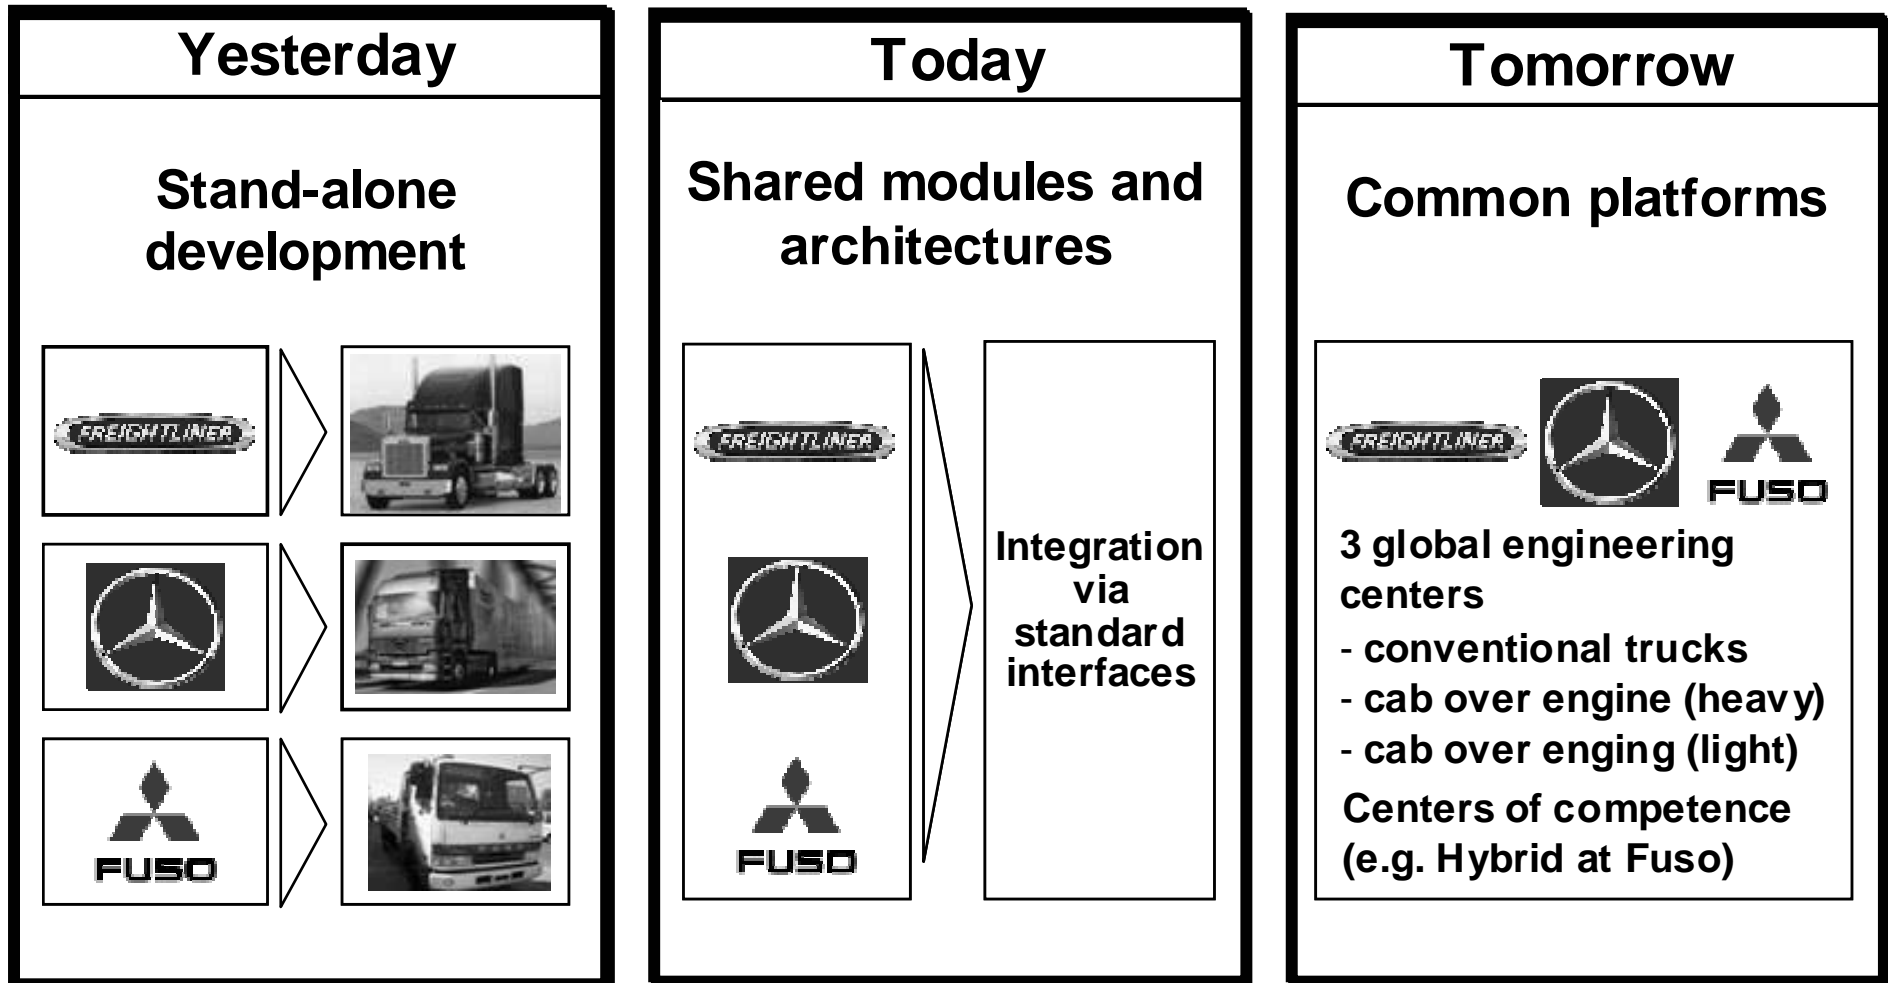 Yesterday
Stand-alone
development
FREIGHTLINER
FUSO
Today
Shared modules and
architectures
FREIGHTLINER
FUSO
Integration
via
standard
interfaces
Tomorrow
Common platforms
FREIGHTLINER
FUSO
3 global engineering
centers
- conventional trucks
- cab over engine (heavy)
- cab over enging (light)
Centers of competence
(e.g. Hybrid at Fuso)